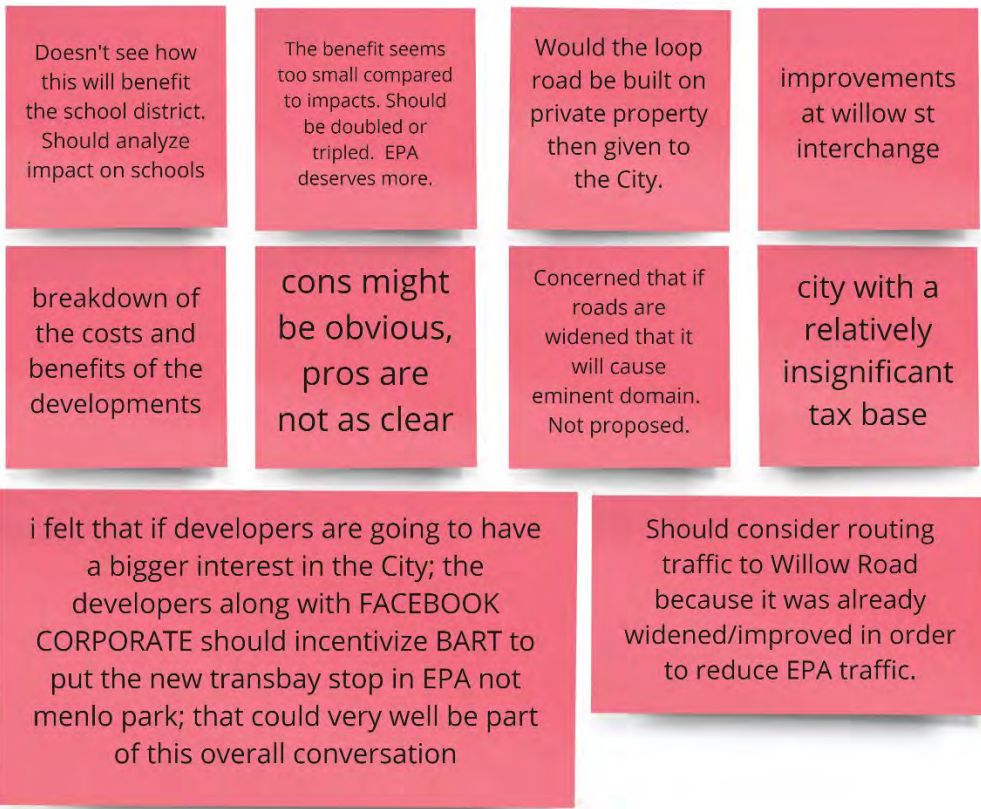 Doesn't see how
this will benefit
the school district.
Should analyze
impact on schools
The benefit seems
too small compared
to impacts. Should
be doubled or
tripled.  EPA
deserves more.
Would the loop
road be built on
private property
then given to
the City.
improvements
at willow st
interchange
breakdown of
the costs and
benefits of the
developments
cons might
be obvious,
pros are
not as clear
Concerned that if
roads are
widened that it
will cause
eminent domain.
Not proposed.
city with a
relatively
insignificant
tax base
i felt that if developers are going to have
a bigger interest in the City; the
developers along with FACEBOOK
CORPORATE should incentivize BART to
put the new transbay stop in EPA not
menlo park; that could very well be part
of this overall conversation
Should consider routing
traffic to Willow Road
because it was already
widened/improved in order
to reduce EPA traffic.